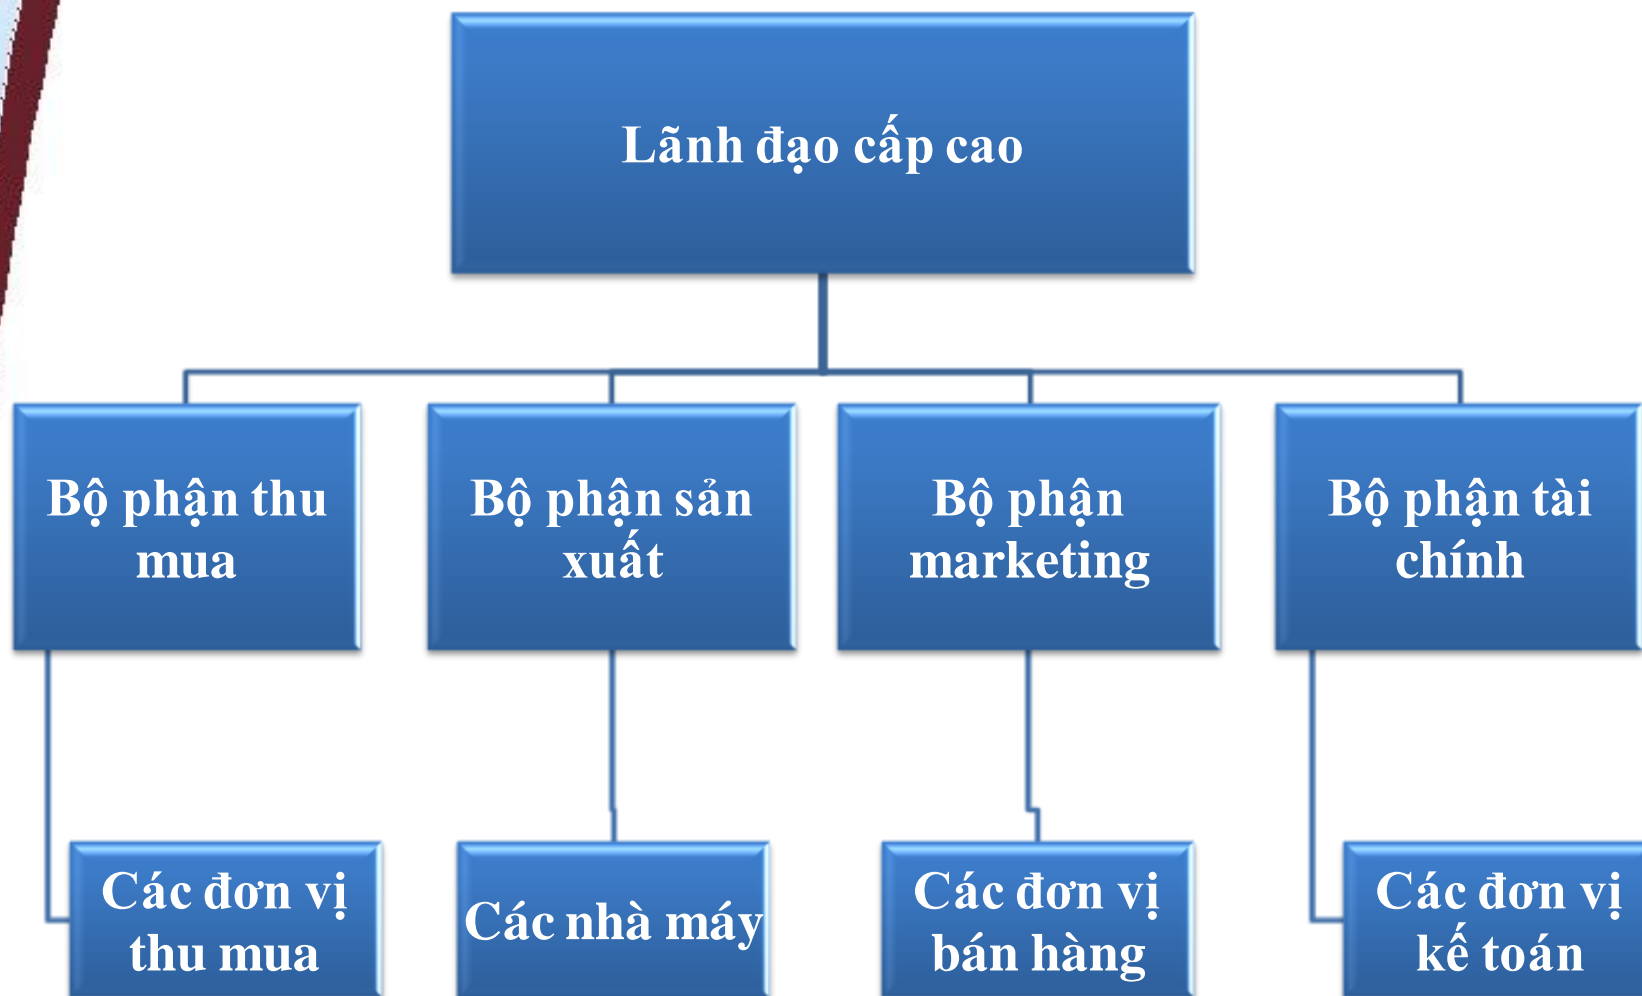 Lãnh đạo cấp cao
Bộ phận thu
mua
Bộ phận sản
xuất
Bộ phận
marketing
Bộ phận tài
chính
Các đơn vị
thu mua
Các nhà máy
Các đơn vị
bán hàng
Các đơn vị
kế toán